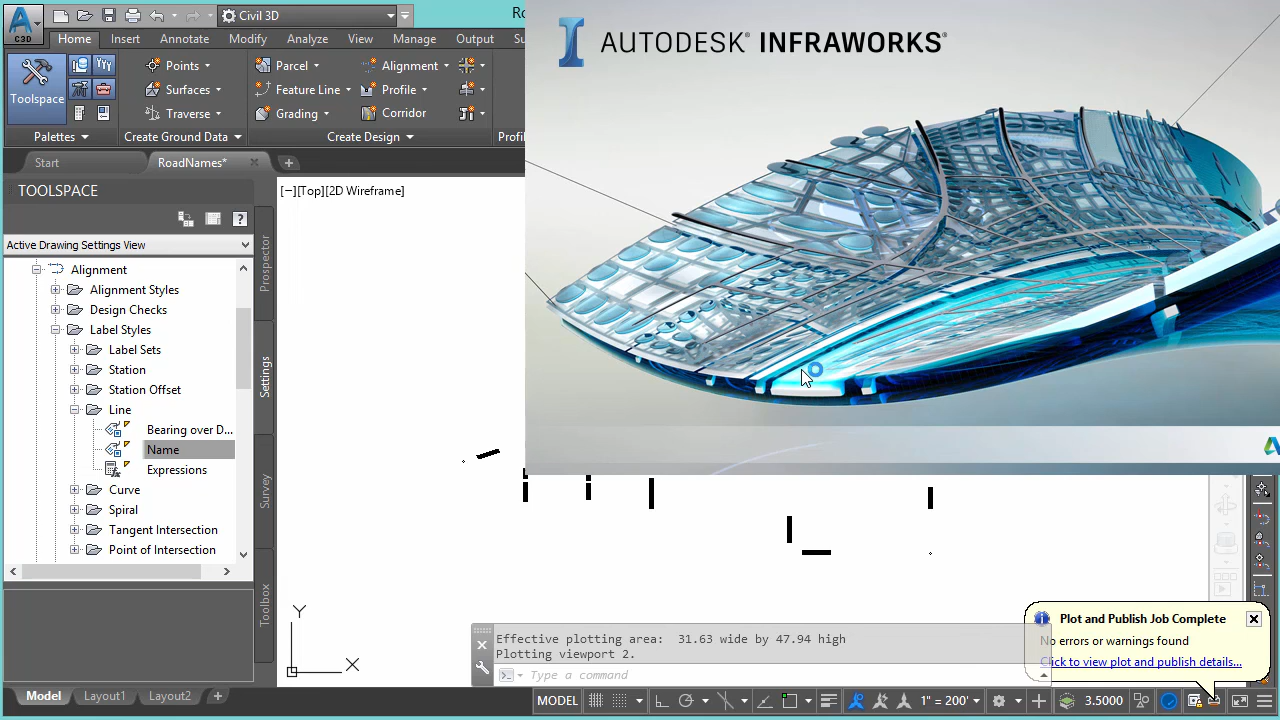 C3D
Civil 3D
Ro
AUTODESK® INFRAWORKS®
Home Insert Annotate Modify Analyze View Manage Output Su
Toolspace
Points
Surfaces
Traverse
Parcel
Feature Line
Grading
Alignment
Profile
Corridor
Palettes
Create Ground Data
Create Design
Profil
Start
RoadNames*
TOOLSPACE
[−][Top][2D Wireframe]
Active Drawing Settings View
Alignment
Alignment Styles
Design Checks
Label Styles
Label Sets
Station
Station Offset
Line
Bearing over D...
Name
Expressions
Curve
Spiral
Tangent Intersection
Point of Intersection
Prospector
Settings
Survey
Toolbox
Y
X
Effective plotting area: 31.63 wide by 47.94 high
Plotting viewport 2.
Type a command
Plot and Publish Job Complete
No errors or warnings found
Click to view plot and publish details...
Model Layout1 Layout2
MODEL
1" = 200'
3.5000